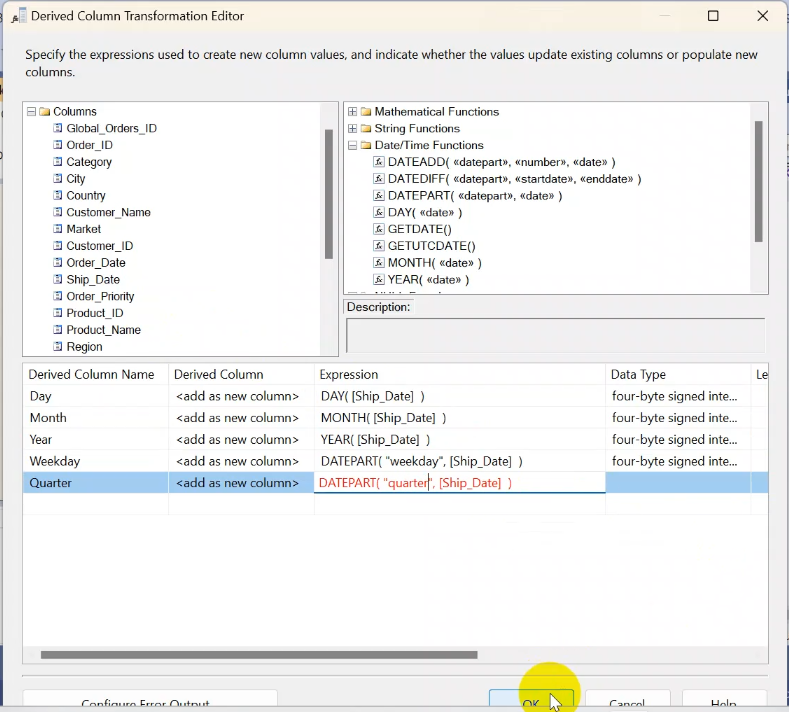 Derived Column Transformation Editor
Specify the expressions used to create new column values, and indicate whether the values update existing columns or populate new
columns.
Columns
Global_Orders_ID
Order_ID
Category
City
Country
Customer_Name
Market
Customer_ID
Order_Date
Ship_Date
Order_Priority
Product_ID
Product_Name
Region
Mathematical Functions
String Functions
Date/Time Functions
DATEADD( «datepart», «number», «date» )
DATEDIFF( «datepart», «startdate», «enddate» )
DATEPART( «datepart», «date» )
DAY( «date» )
GETDATE()
GETUTCDATE()
MONTH( «date» )
YEAR( «date» )
Description:
Derived Column Name Derived Column Expression Data Type Le
Day <add as new column> DAY( [Ship_Date] ) four-byte signed inte...
Month <add as new column> MONTH( [Ship_Date] ) four-byte signed inte...
Year <add as new column> YEAR( [Ship_Date] ) four-byte signed inte...
Weekday <add as new column> DATEPART( "weekday", [Ship_Date] ) four-byte signed inte...
Quarter <add as new column> DATEPART( "quarter", [Ship_Date] )
Configure Error Output... OK Cancel Help